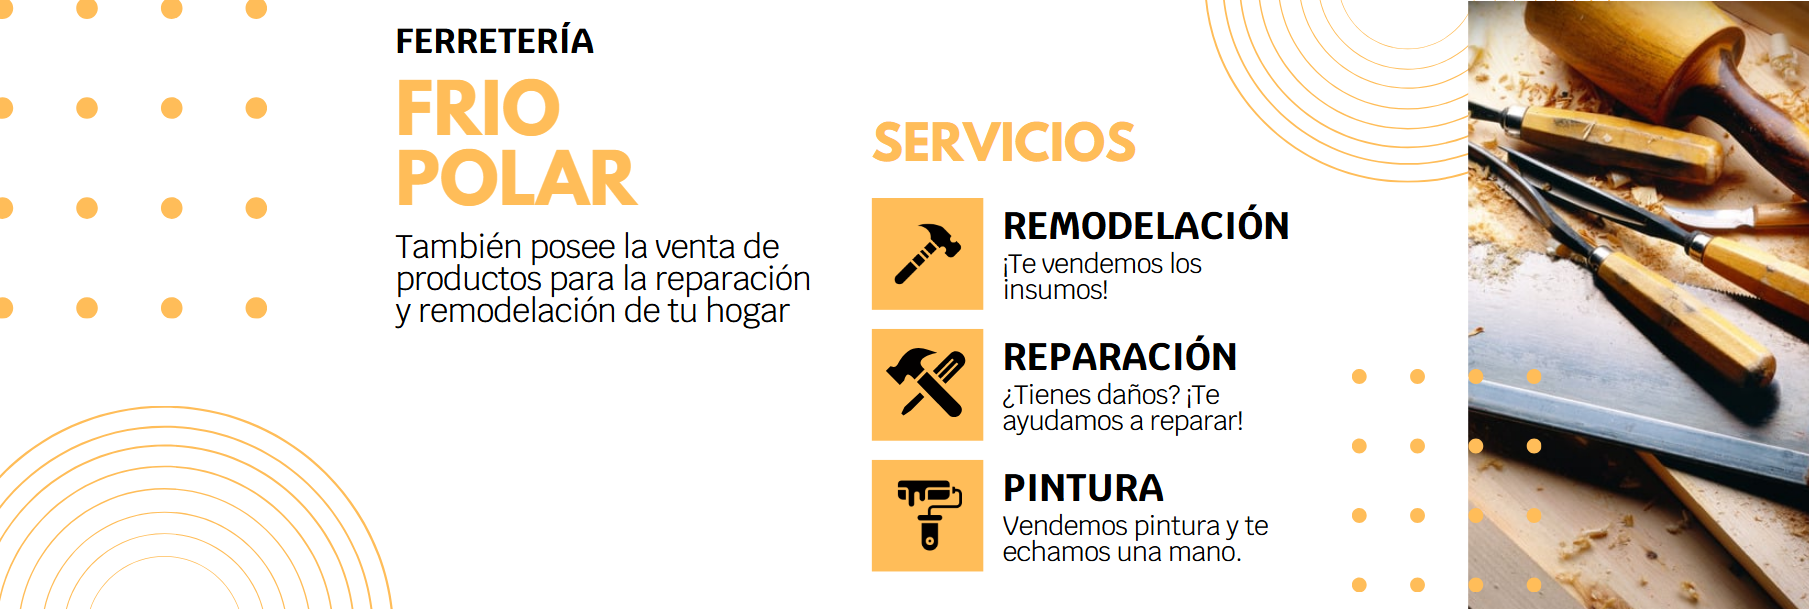 FERRETERÍA
FRIO
POLAR
También posee la venta de
productos para la reparación
y remodelación de tu hogar
SERVICIOS
REMODELACIÓN
¡Te vendemos los
insumos!
REPARACIÓN
¿Tienes daños? ¡Te
ayudamos a reparar!
PINTURA
Vendemos pintura y te
echamos una mano.